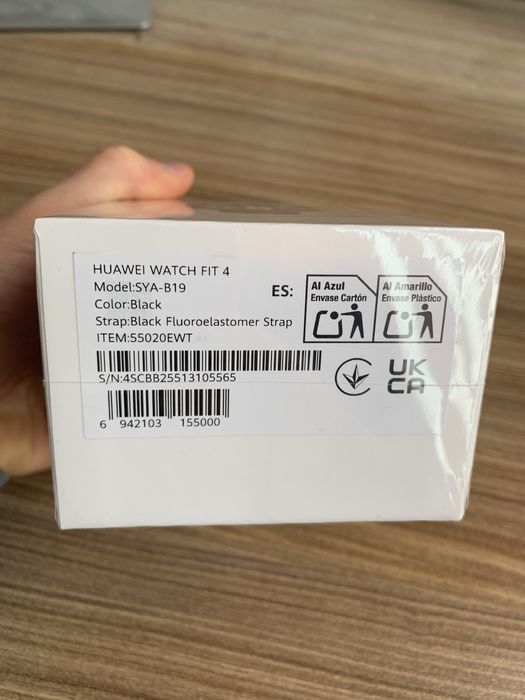 HUAWEI WATCH FIT 4
Model:SYA-B19
Color:Black
Strap:Black Fluoroelastomer Strap
ITEM:55020EWT
S/N:4SCBB25513105565
6 942103 155000
ES:
Al Azul
Envase Cartón
Al Amarillo
Envase Plástico
UK
CA